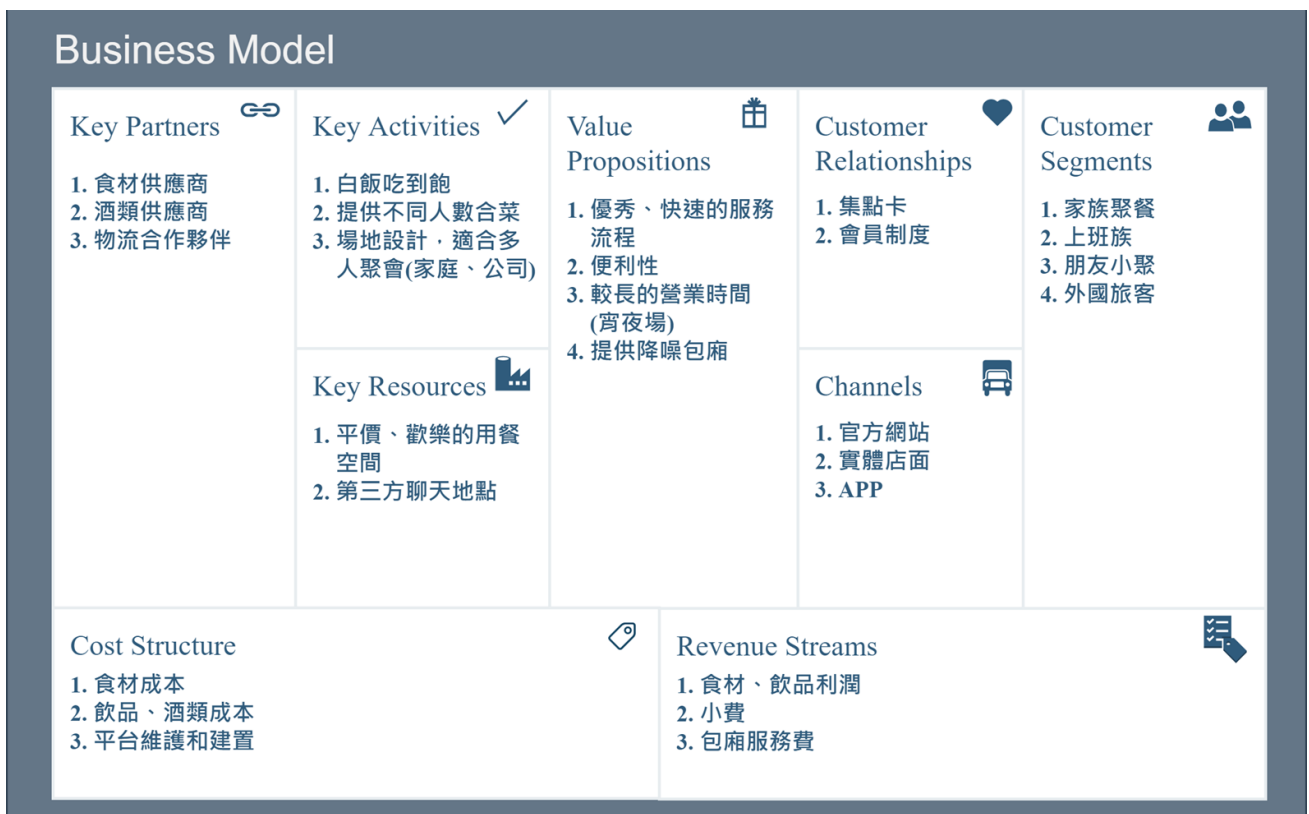 Business Model
Key Partners
1. 食材供應商
2. 酒類供應商
3. 物流合作夥伴
Key Activities
1. 白飯吃到飽
2. 提供不同人數合菜
3. 場地設計，適合多
人聚會(家庭、公司)
Key Resources
1. 平價、歡樂的用餐
空間
2. 第三方聊天地點
Value
Propositions
1. 優秀、快速的服務
流程
2. 便利性
3. 較長的營業時間
(宵夜場)
4. 提供降噪包廂
Customer
Relationships
1. 集點卡
2. 會員制度
Channels
1. 官方網站
2. 實體店面
3. APP
Customer
Segments
1. 家族聚餐
2. 上班族
3. 朋友小聚
4. 外國旅客
Cost Structure
1. 食材成本
2. 飲品、酒類成本
3. 平台維護和建置
Revenue Streams
1. 食材、飲品利潤
2. 小費
3. 包廂服務費